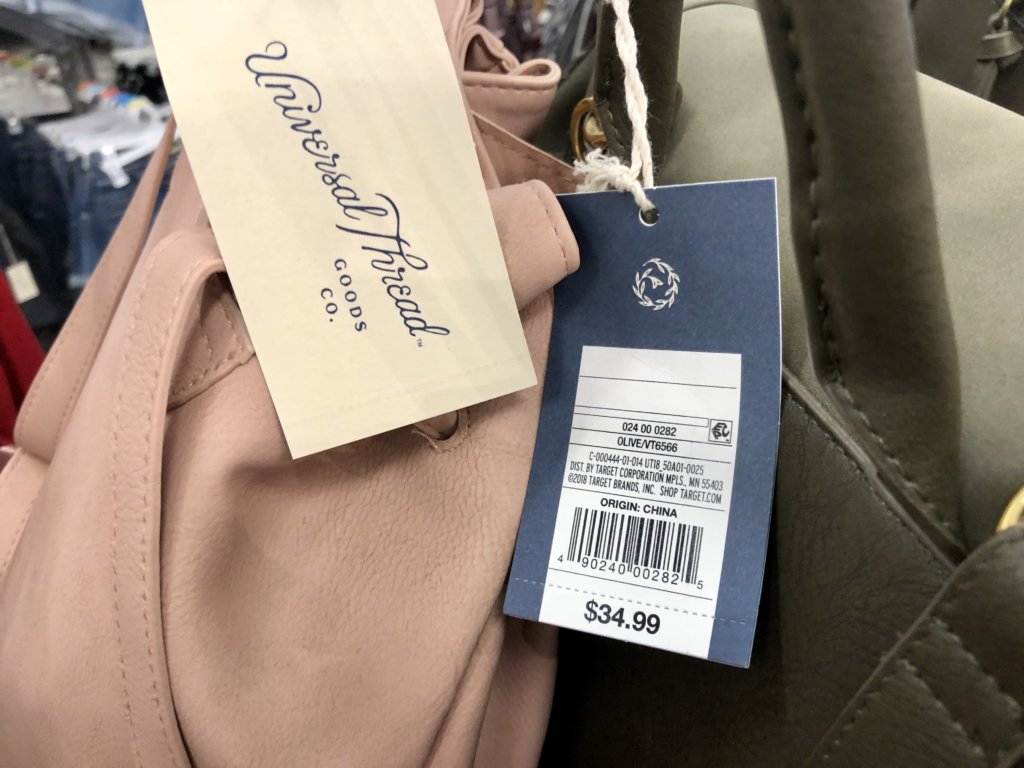 Universal Thread™
GOODS
CO.
024 00 0282
OLIVE/VT6566
C-000444-01-014 UT18_50A01-0025
DIST. BY TARGET CORPORATION MPLS., MN 55403
©2018 TARGET BRANDS, INC. SHOP TARGET.COM
ORIGIN: CHINA
4 90240 00282 5
$34.99